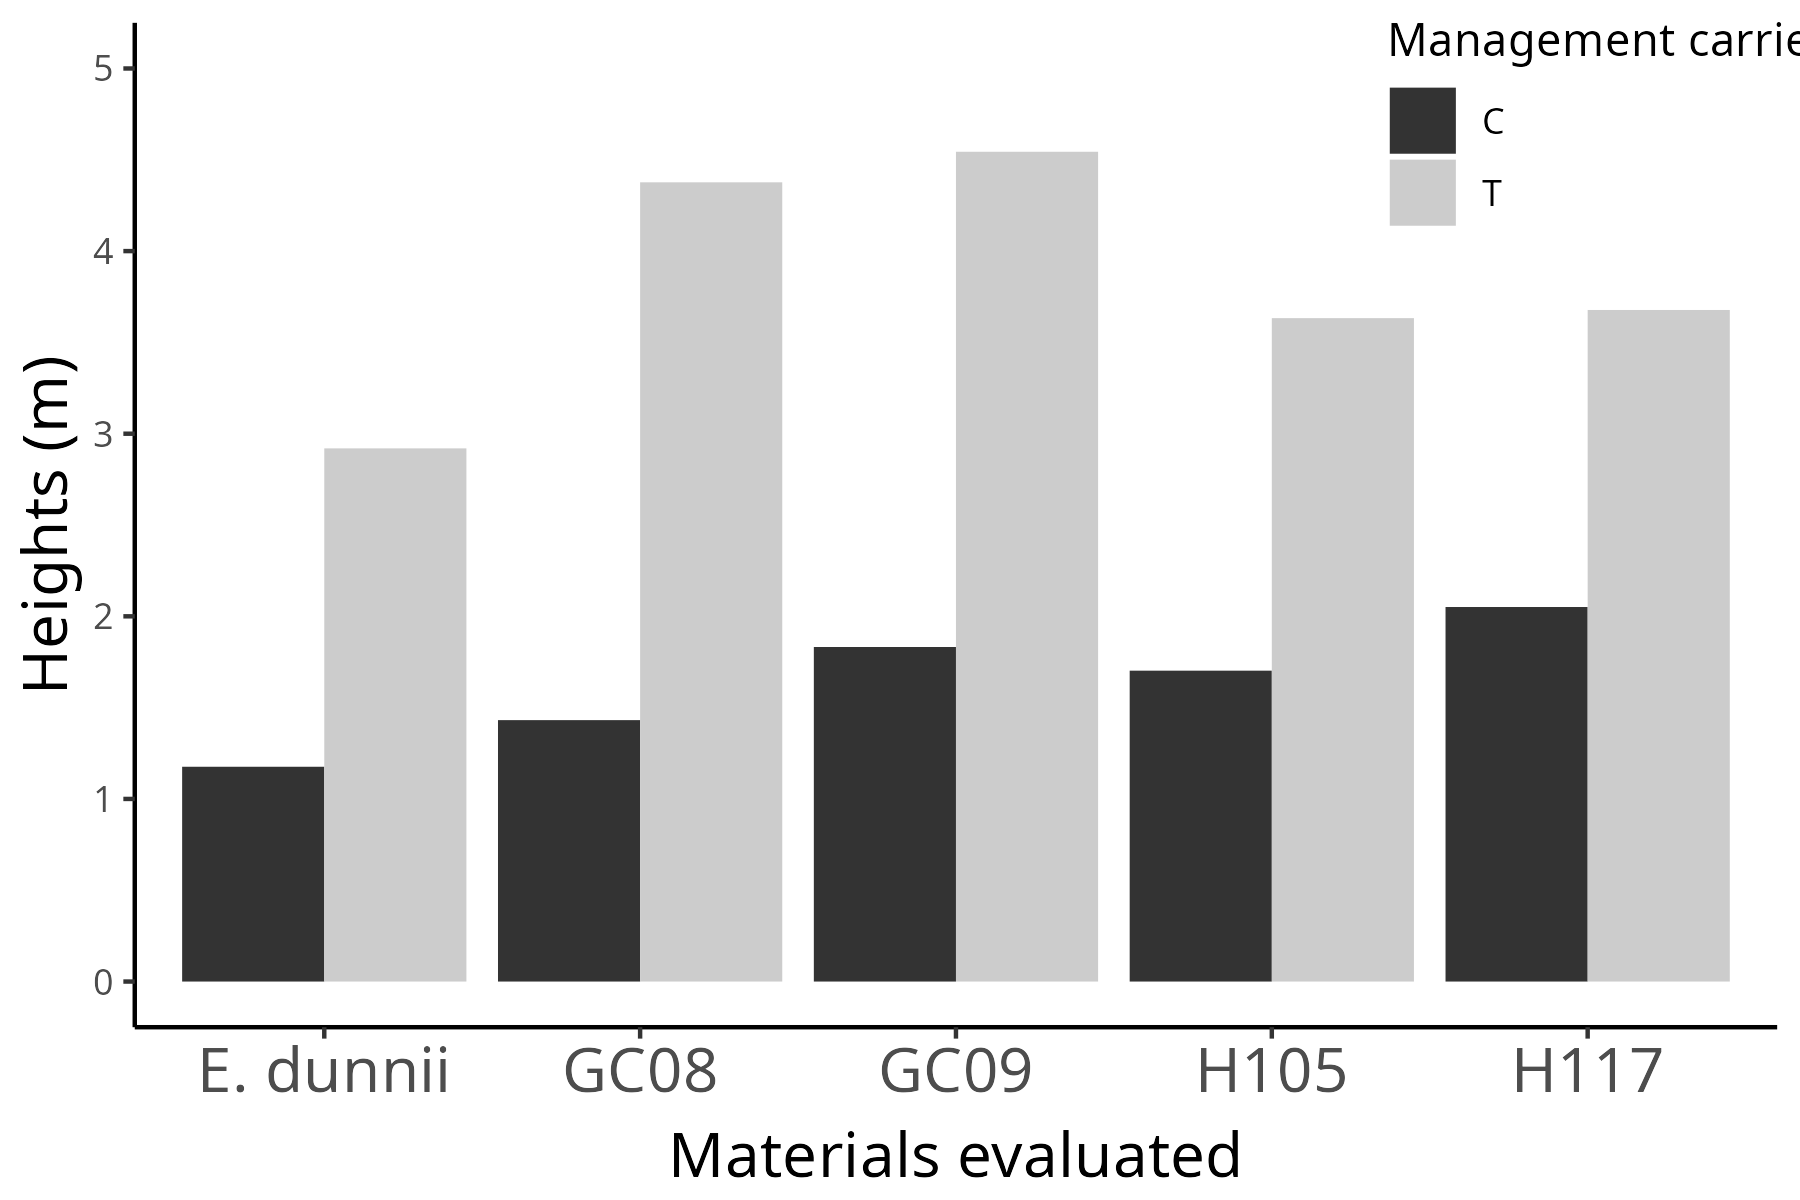 Management carrie
C
T
Heights (m)
5
4
3
2
1
0
E. dunnii GC08 GC09 H105 H117
Materials evaluated